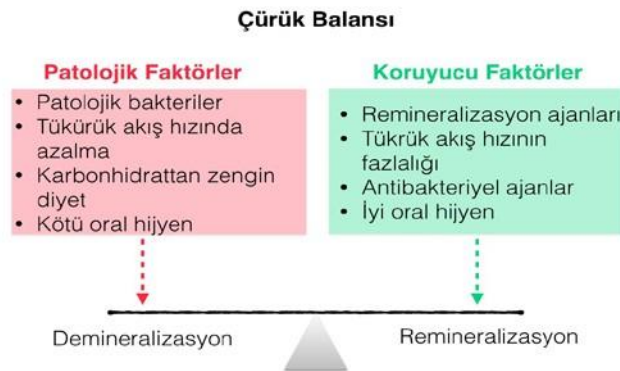 Çürük Balansı
Patolojik Faktörler
• Patolojik bakteriler
• Tükürük akış hızında
azalma
• Karbonhidrattan zengin
diyet
• Kötü oral hijyen
Koruyucu Faktörler
• Remineralizasyon ajanları
• Tükrük akış hızının
fazlalığı
• Antibakteriyel ajanlar
• İyi oral hijyen
Demineralizasyon
Remineralizasyon